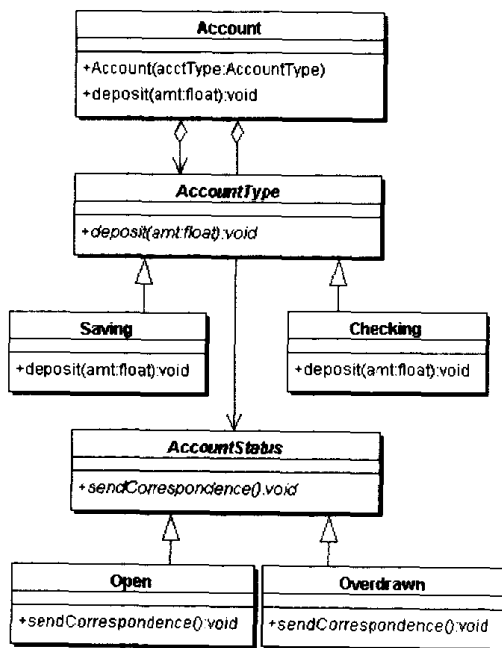 Account
+Account(acctType:AccountType)
+deposit(amt:float):void
AccountType
+deposit(amt:float):void
Saving
+deposit(amt:float):void
Checking
+deposit(amt:float):void
AccountStatus
+sendCorrespondence():void
Open
+sendCorrespondence():void
Overdrawn
+sendCorrespondence():void